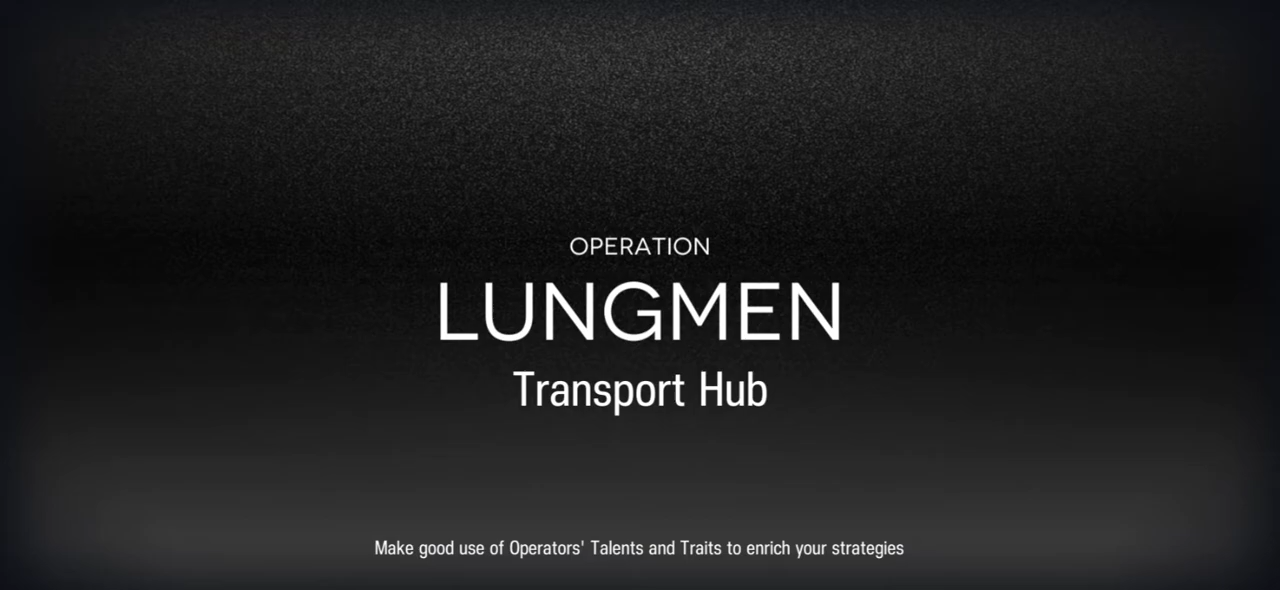 OPERATION
LUNGMEN
Transport Hub
Make good use of Operators' Talents and Traits to enrich your strategies